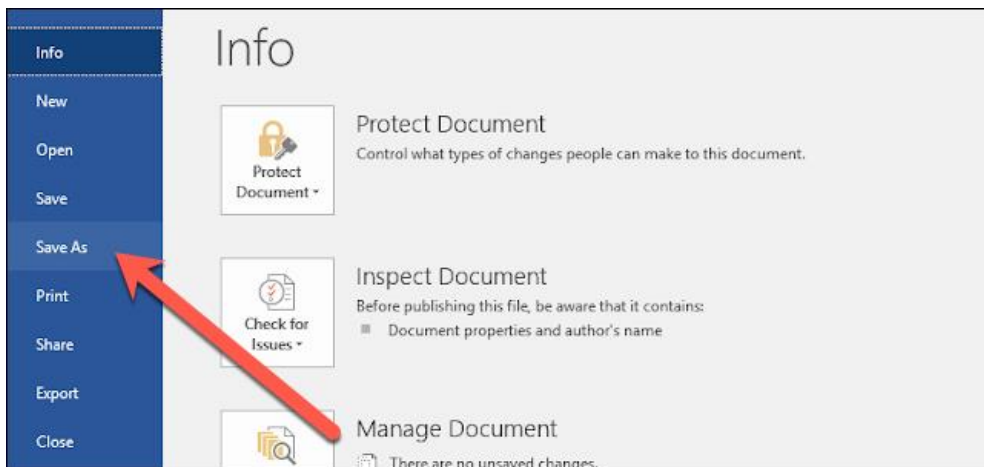 Info
New
Open
Save
Save As
Print
Share
Export
Close
Info
Protect
Document
Protect Document
Control what types of changes people can make to this document.
Check for
Issues
Inspect Document
Before publishing this file, be aware that it contains:
Document properties and author's name
Manage Document
There are no unsaved changes.